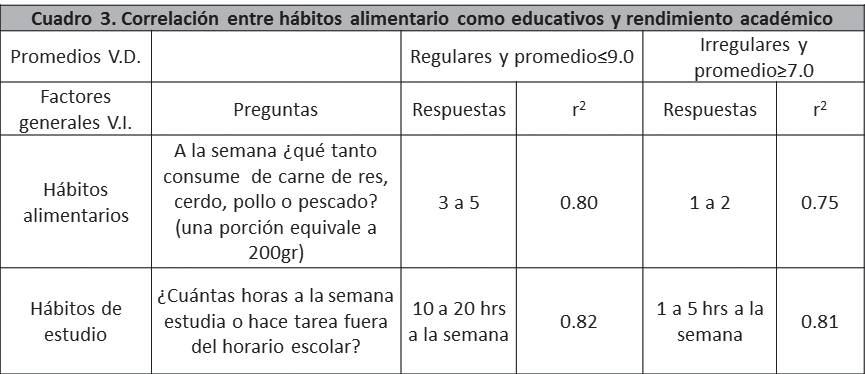 Cuadro 3. Correlación entre hábitos alimentario como educativos y rendimiento académico
Promedios V.D.
Regulares y promedio≤9.0
Irregulares y
promedio≥7.0
Factores
generales V.I.
Preguntas
Respuestas
r²
Respuestas
r²
Hábitos
alimentarios
A la semana ¿qué tanto
consume de carne de res,
cerdo, pollo o pescado?
(una porción equivale a
200gr)
3 a 5
0.80
1 a 2
0.75
Hábitos de
estudio
¿Cuántas horas a la semana
estudia o hace tarea fuera
del horario escolar?
10 a 20 hrs
a la semana
0.82
1 a 5 hrs a la
semana
0.81